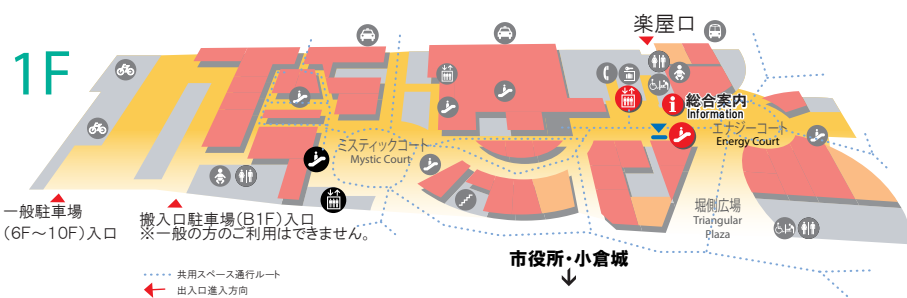 楽屋口
1F
総合案内
Information
ミスティックコート
Mystic Court
エナジーコート
Energy Court
一般駐車場
(6F〜10F)入口
搬入口駐車場(B1F)入口
※一般の方のご利用はできません。
堀側広場
Triangular
Plaza
市役所・小倉城
共用スペース通行ルート
出入口進入方向